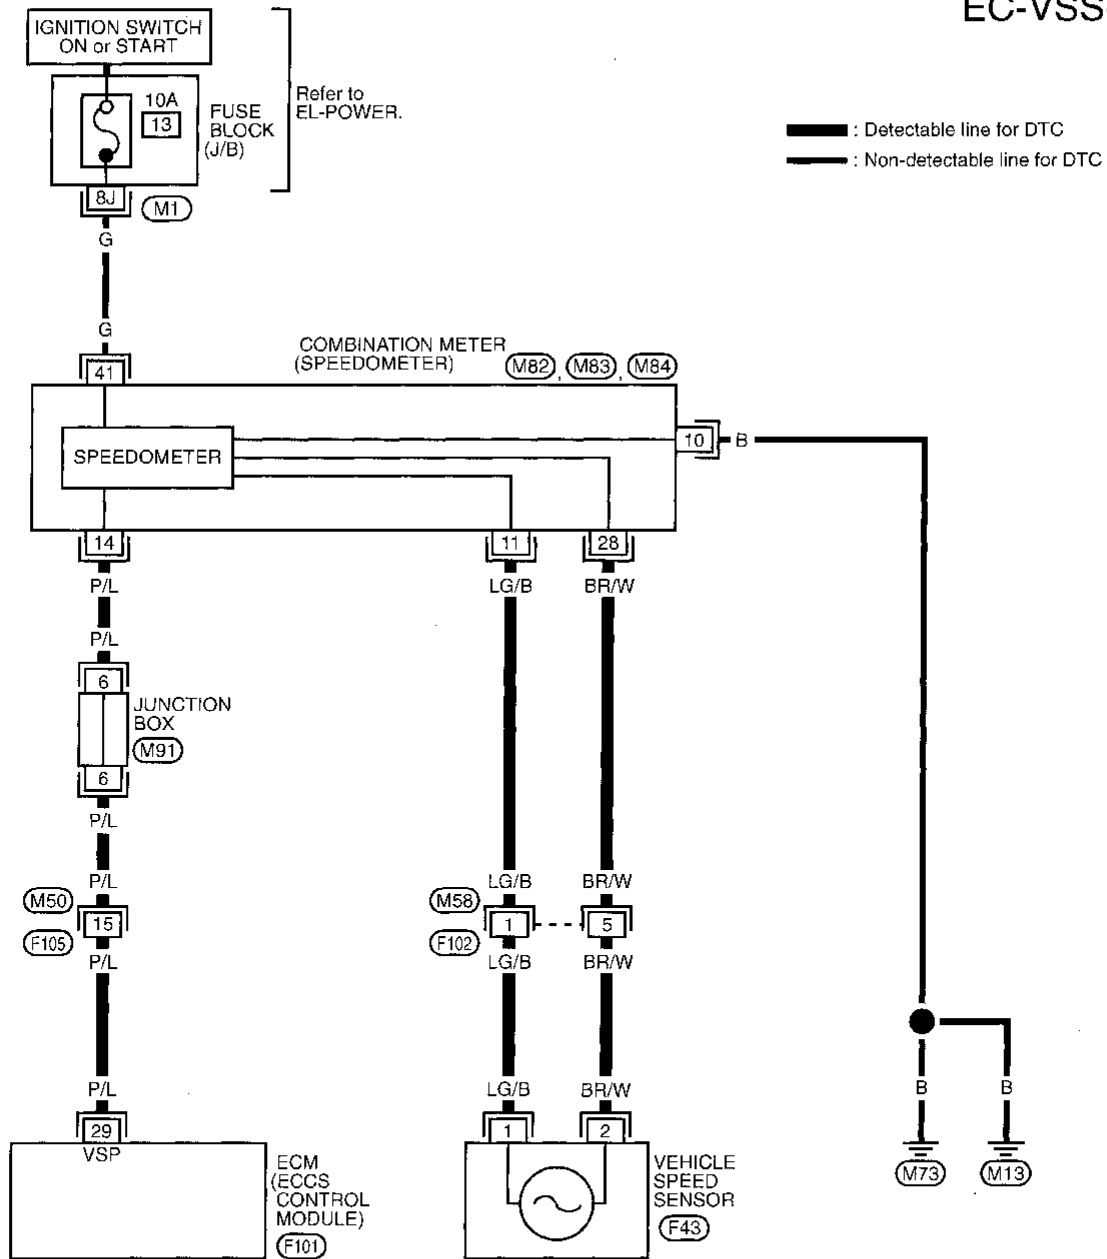 EC-VSS
IGNITION SWITCH
ON or START
10A
13
FUSE
BLOCK
(J/B)
Refer to
EL-POWER.
: Detectable line for DTC
: Non-detectable line for DTC
8J
M1
G
G
COMBINATION METER
(SPEEDOMETER)
M82 , M83 , M84
41
SPEEDOMETER
10
B
14
11
28
P/L
LG/B
BR/W
P/L
6
JUNCTION
BOX
M91
6
P/L
P/L
LG/B
BR/W
M50
15
F105
M58
1
5
F102
P/L
LG/B
BR/W
P/L
LG/B
BR/W
B
B
29
1
2
VSP
ECM
(ECCS
CONTROL
MODULE)
F101
VEHICLE
SPEED
SENSOR
F43
M73
M13